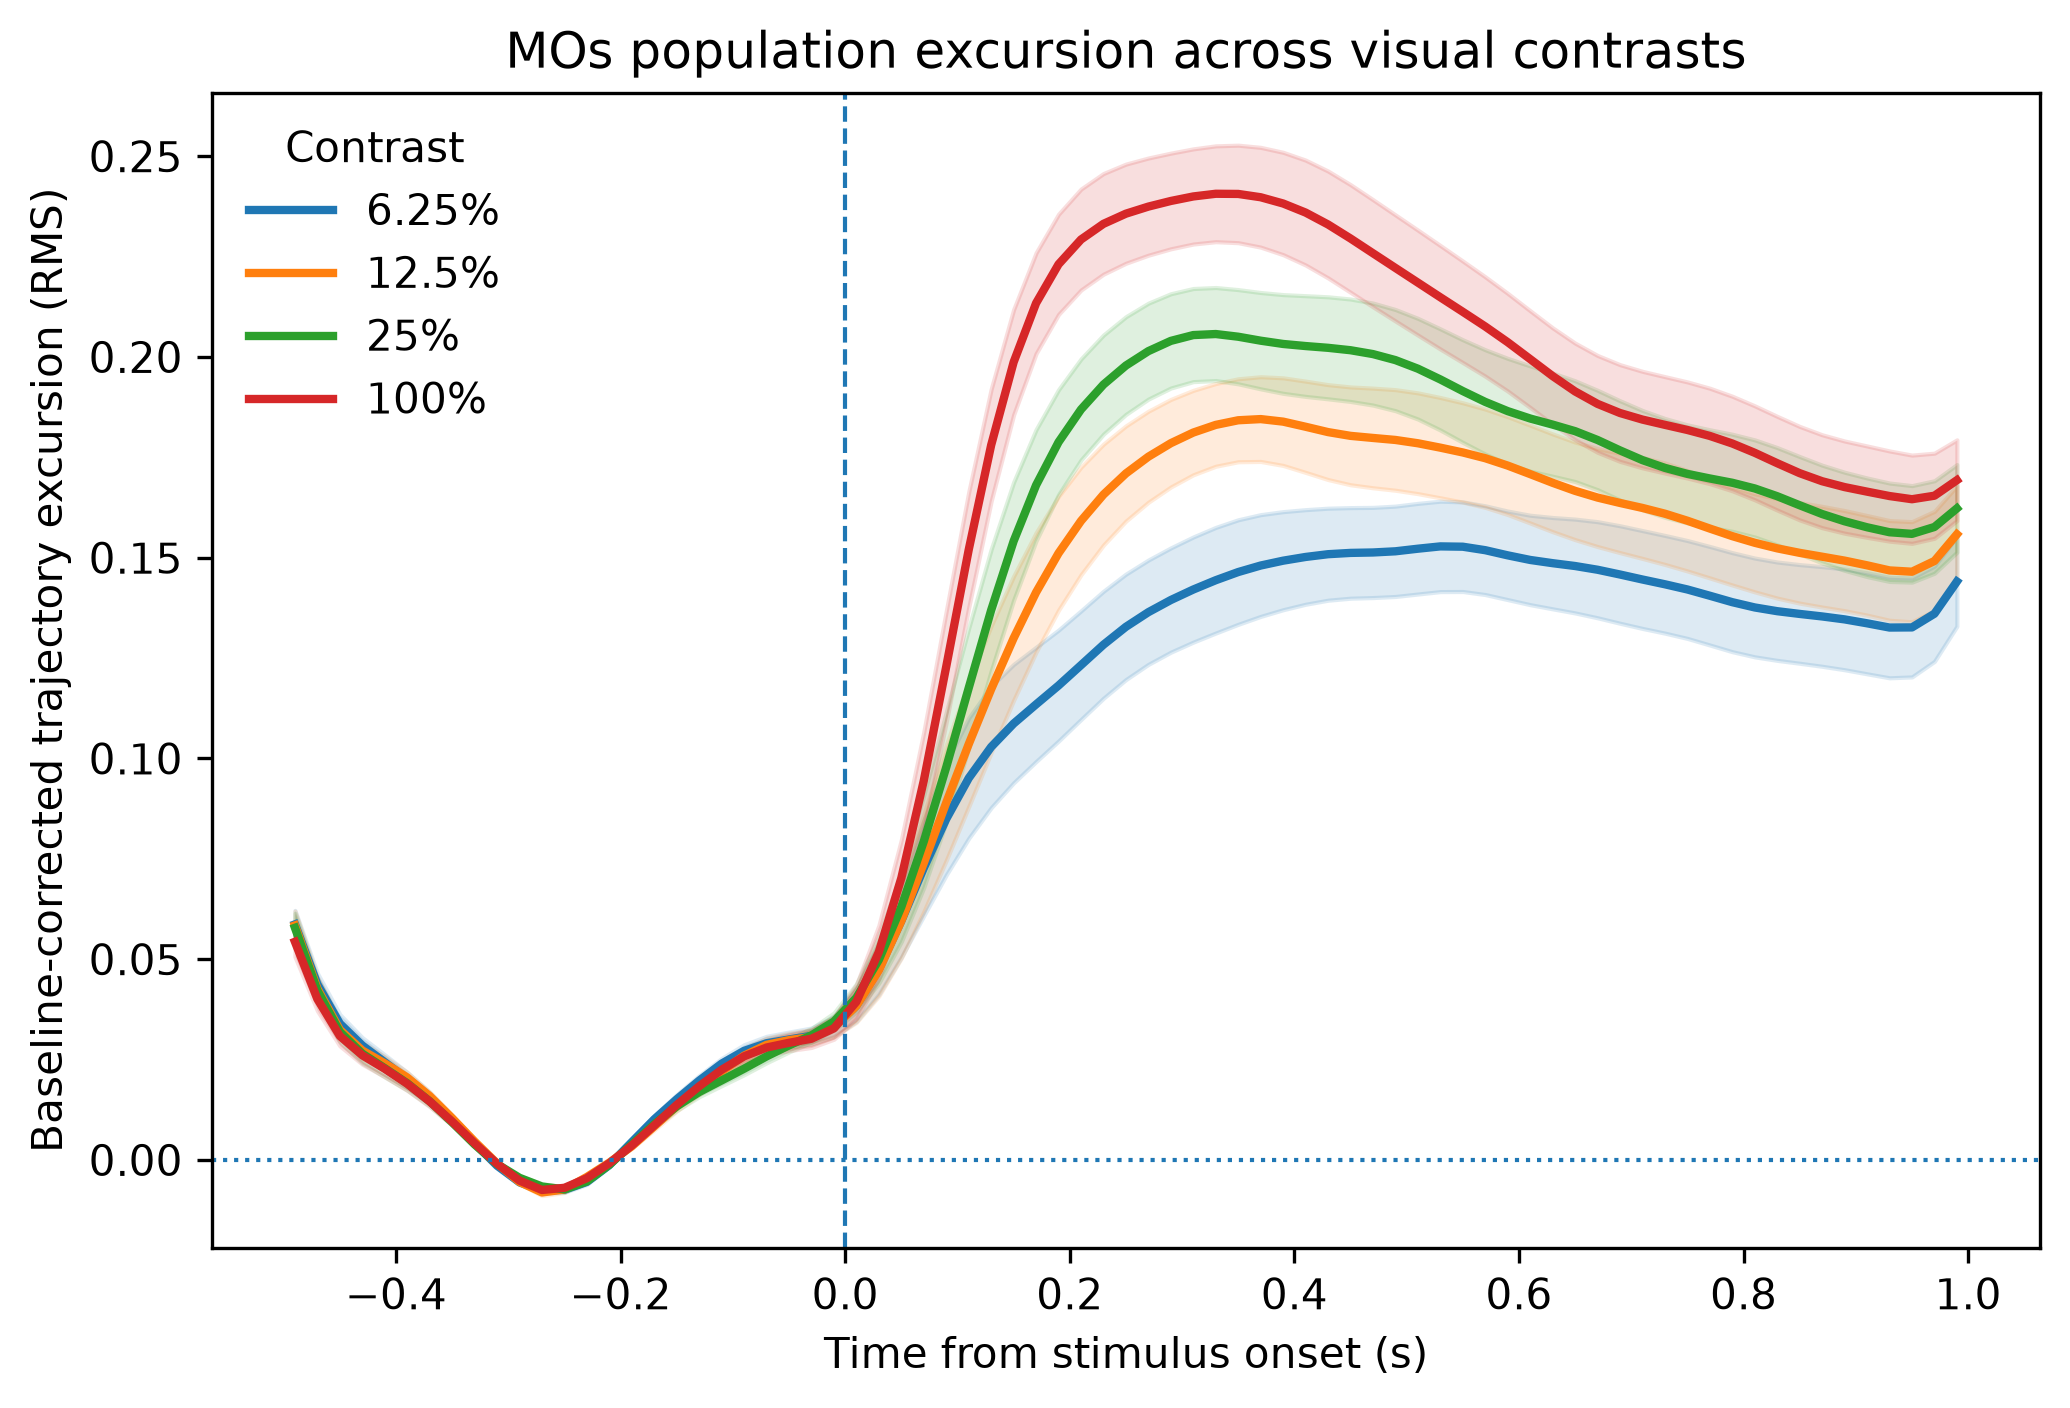 MOs population excursion across visual contrasts
Baseline-corrected trajectory excursion (RMS)
0.25
0.20
0.15
0.10
0.05
0.00
Contrast
6.25%
12.5%
25%
100%
−0.4 −0.2 0.0 0.2 0.4 0.6 0.8 1.0
Time from stimulus onset (s)